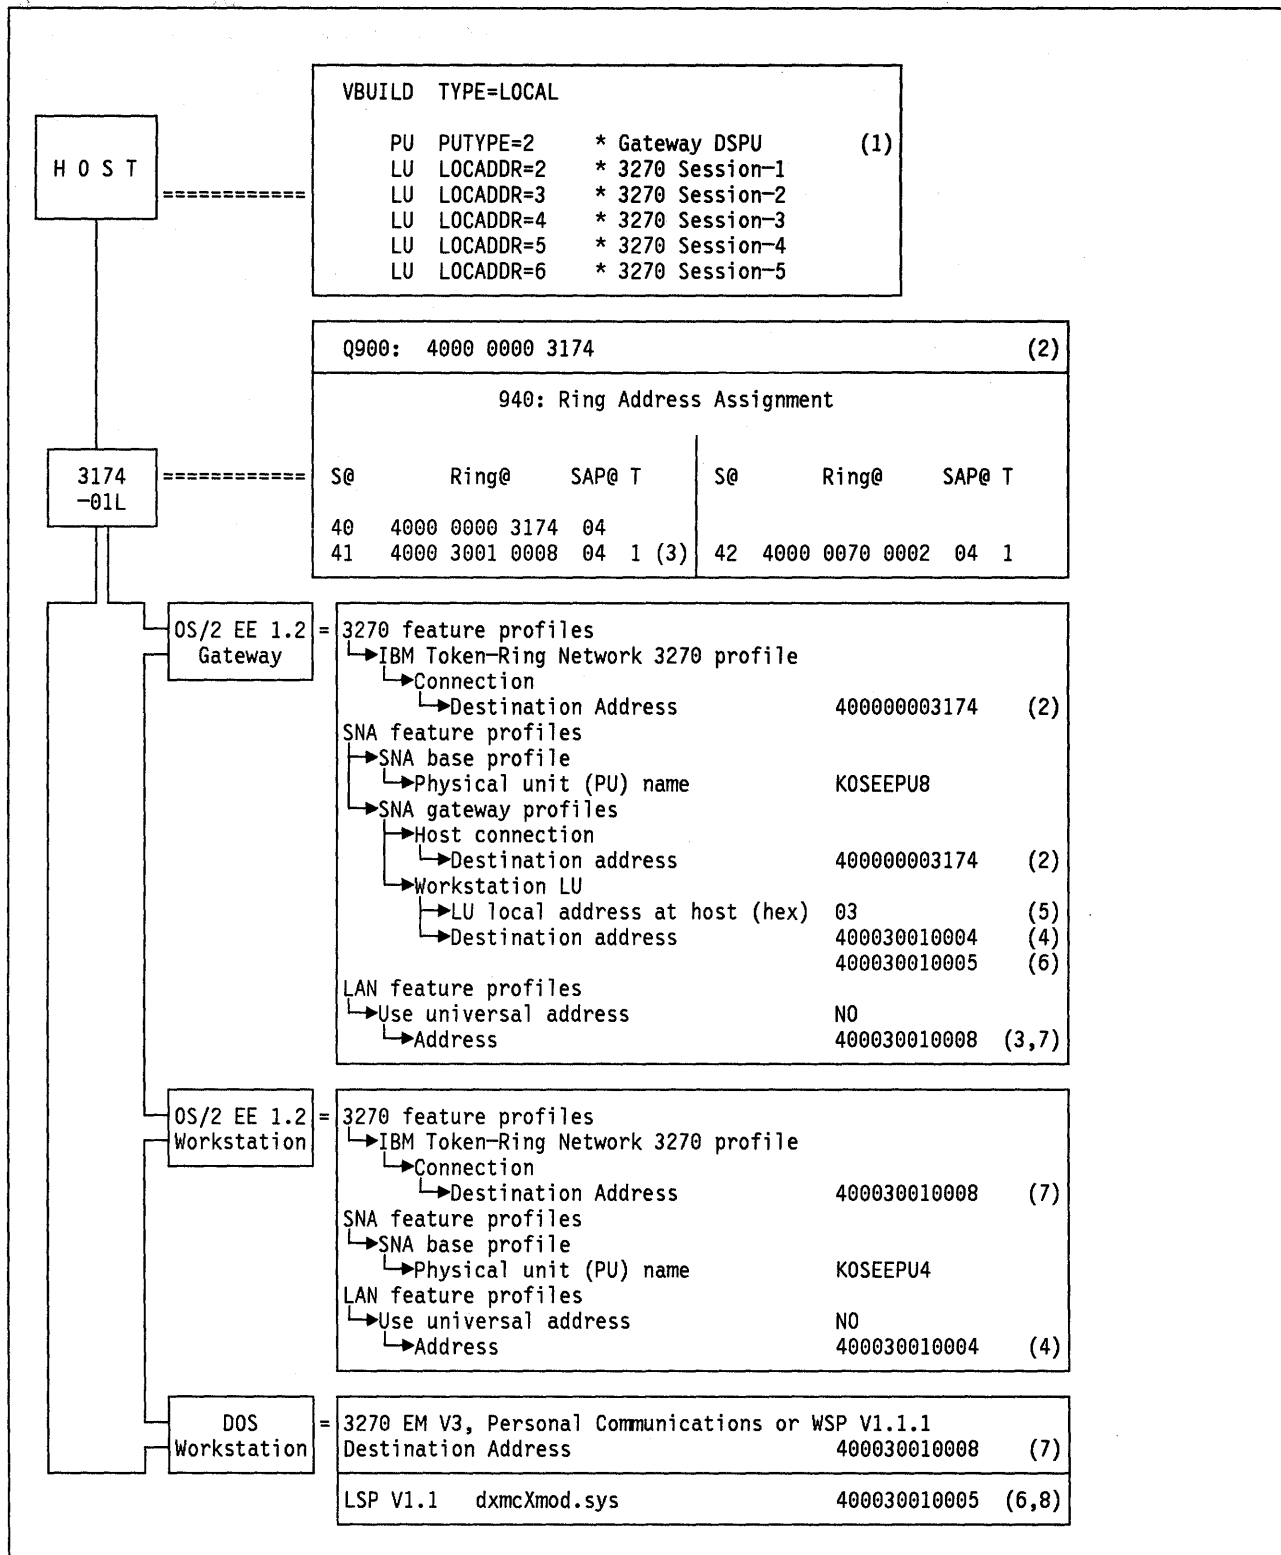 VBUILD TYPE=LOCAL
PU PUTYPE=2 * Gateway DSPU (1)
LU LOCADDR=2 * 3270 Session-1
LU LOCADDR=3 * 3270 Session-2
LU LOCADDR=4 * 3270 Session-3
LU LOCADDR=5 * 3270 Session-4
LU LOCADDR=6 * 3270 Session-5
H O S T ============
Q900: 4000 0000 3174 (2)
940: Ring Address Assignment
3174 ============
-01L
S@ Ring@ SAP@ T S@ Ring@ SAP@ T
40 4000 0000 3174 04
41 4000 3001 0008 04 1 (3) 42 4000 0070 0002 04 1
OS/2 EE 1.2 =
Gateway
3270 feature profiles
IBM Token-Ring Network 3270 profile
Connection
Destination Address 400000003174 (2)
SNA feature profiles
SNA base profile
Physical unit (PU) name KOSEEPU8
SNA gateway profiles
Host connection
Destination address 400000003174 (2)
Workstation LU
LU local address at host (hex) 03 (5)
Destination address 400030010004 (4)
400030010005 (6)
LAN feature profiles
Use universal address NO
Address 400030010008 (3,7)
OS/2 EE 1.2 =
Workstation
3270 feature profiles
IBM Token-Ring Network 3270 profile
Connection
Destination Address 400030010008 (7)
SNA feature profiles
SNA base profile
Physical unit (PU) name KOSEEPU4
LAN feature profiles
Use universal address NO
Address 400030010004 (4)
DOS =
Workstation
3270 EM V3, Personal Communications or WSP V1.1.1
Destination Address 400030010008 (7)
LSP V1.1 dxmcXmod.sys 400030010005 (6,8)